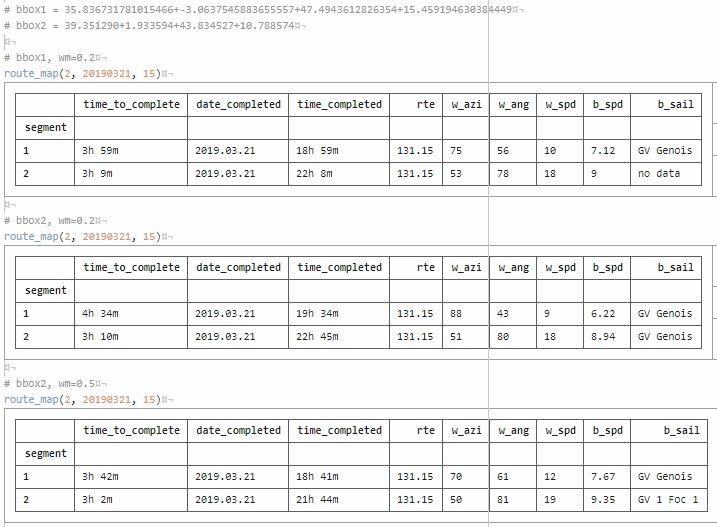 # bbox1 = 35.836731781015466+-3.0637545883655557+47.4943612826354+15.459194630384449¤¬
# bbox2 = 39.351290+1.933594+43.834527+10.788574¤¬
¤¬
# bbox1, wm=0.2¤¬
route_map(2, 20190321, 15)¤¬
time_to_complete date_completed time_completed rte w_azi w_ang w_spd b_spd b_sail
segment
1 3h 59m 2019.03.21 18h 59m 131.15 75 56 10 7.12 GV Genois
2 3h 9m 2019.03.21 22h 8m 131.15 53 78 18 9 no data
¤¬
# bbox2, wm=0.2¤¬
route_map(2, 20190321, 15)¤¬
time_to_complete date_completed time_completed rte w_azi w_ang w_spd b_spd b_sail
segment
1 4h 34m 2019.03.21 19h 34m 131.15 88 43 9 6.22 GV Genois
2 3h 10m 2019.03.21 22h 45m 131.15 51 80 18 8.94 GV Genois
¤¬
# bbox2, wm=0.5¤¬
route_map(2, 20190321, 15)¤¬
time_to_complete date_completed time_completed rte w_azi w_ang w_spd b_spd b_sail
segment
1 3h 42m 2019.03.21 18h 41m 131.15 70 61 12 7.67 GV Genois
2 3h 2m 2019.03.21 21h 44m 131.15 50 81 19 9.35 GV 1 Foc 1